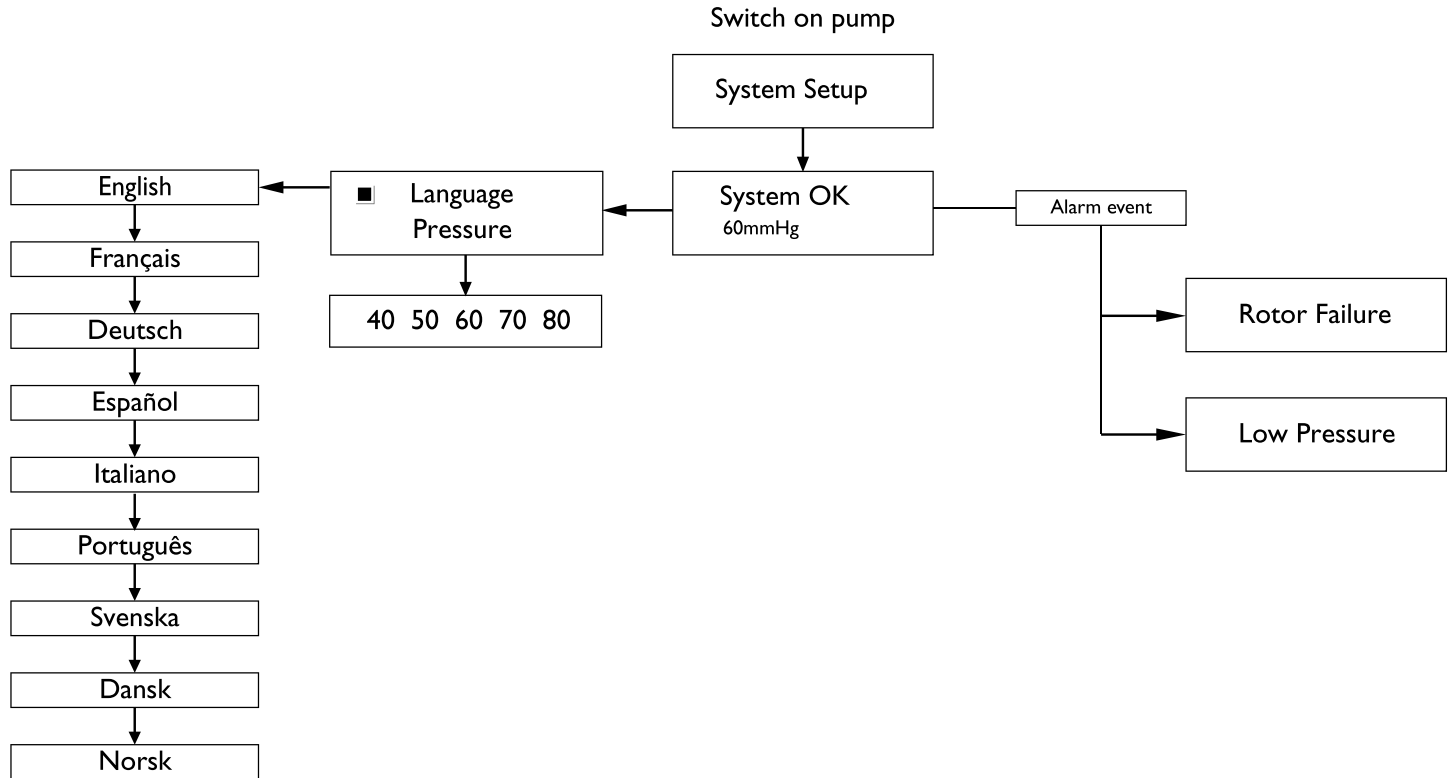 Switch on pump
System Setup
System OK
60mmHg
Language
Pressure
40 50 60 70 80
English
Français
Deutsch
Español
Italiano
Português
Svenska
Dansk
Norsk
Alarm event
Rotor Failure
Low Pressure